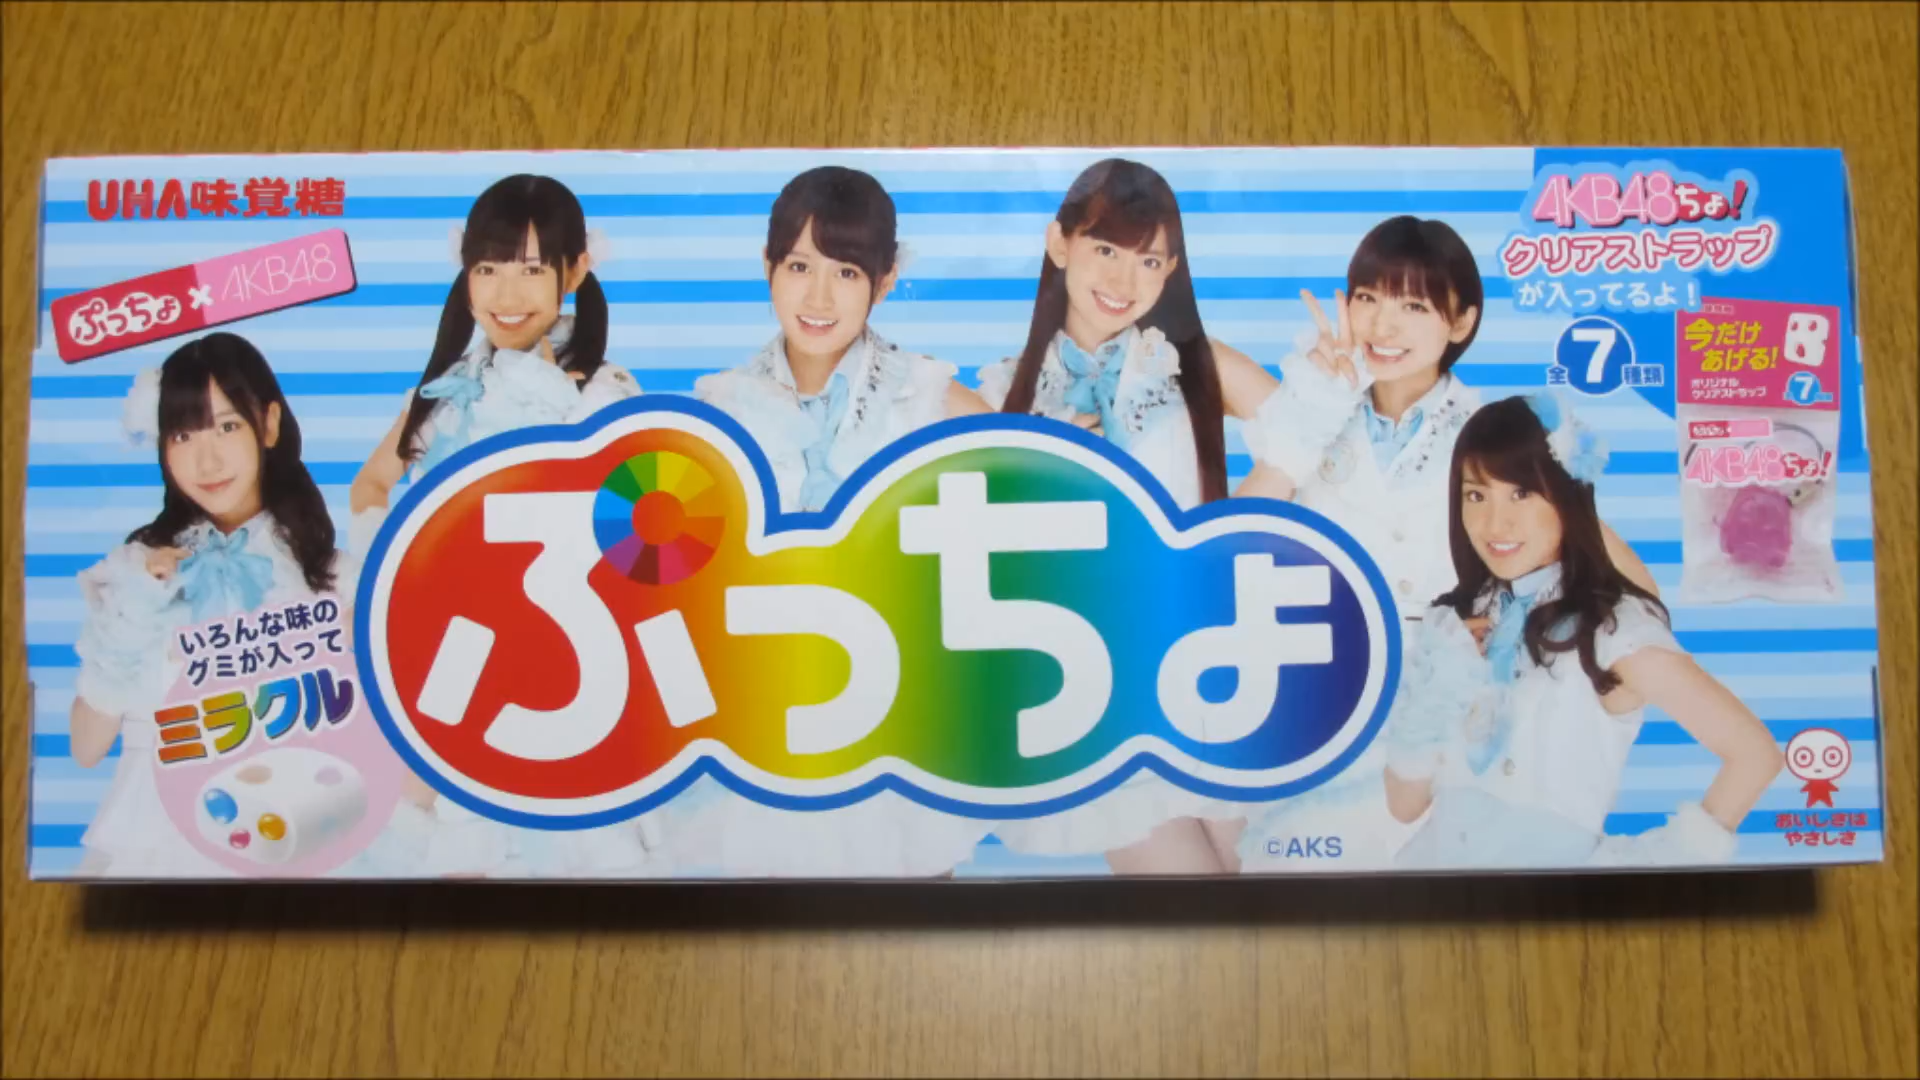 UHA味覚糖
ぷっちょ×AKB48
AKB48ちょ!
クリアストラップ
が入ってるよ!
全7種類
今だけ
あげる!
オリジナル
クリアストラップ
7
AKB48ちょ!
ぷっちょ
いろんな味の
グミが入って
ミラクル
©AKS
おいしさは
やさしさ